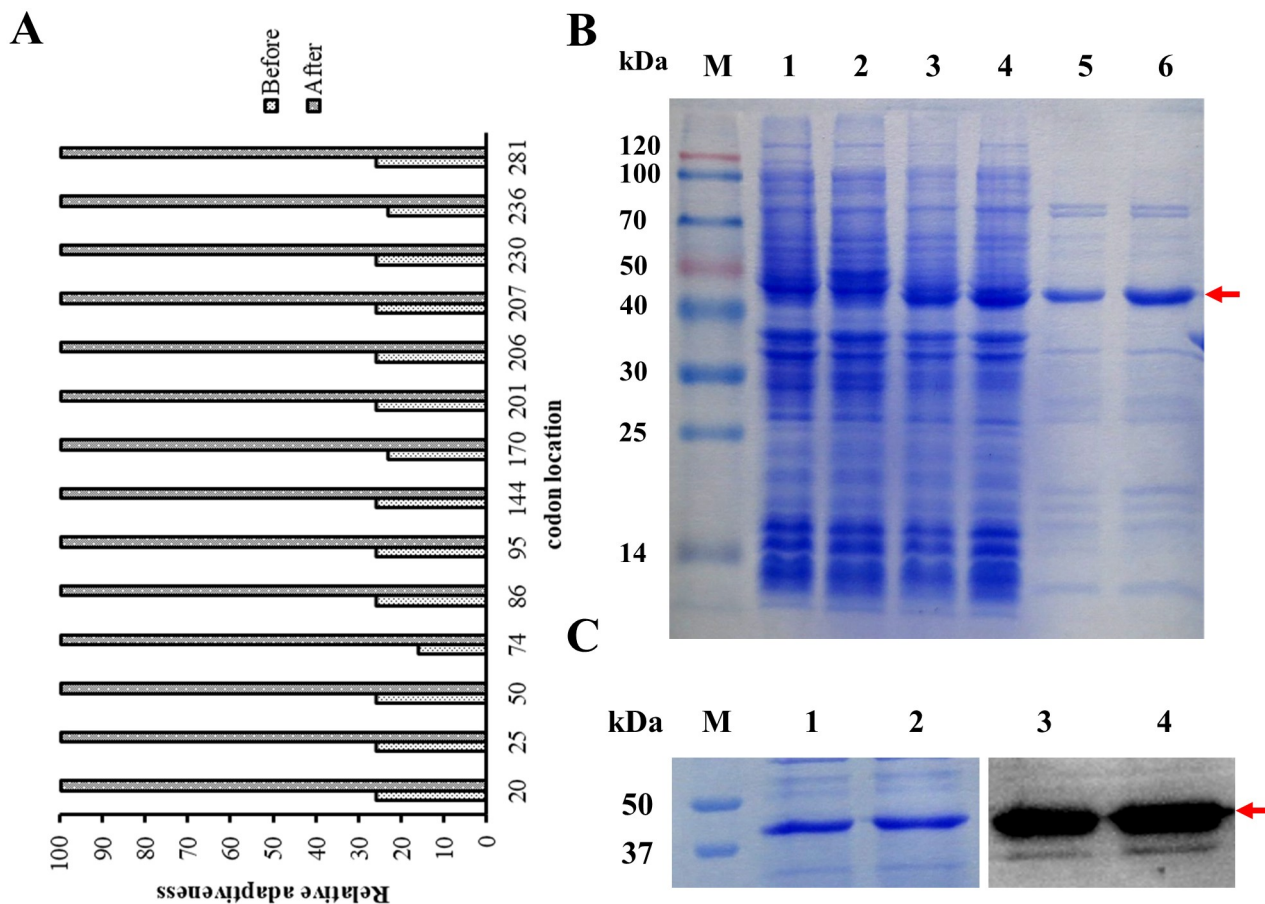 A
Before
After
281
236
230
207
206
201
170
144
95
86
74
50
25
20
codon location
100 90 80 70 60 50 40 30 20 10 0
Relative adaptiveness
B
kDa M 1 2 3 4 5 6
120
100
70
50
40
30
25
14
C
kDa M 1 2 3 4
50
37